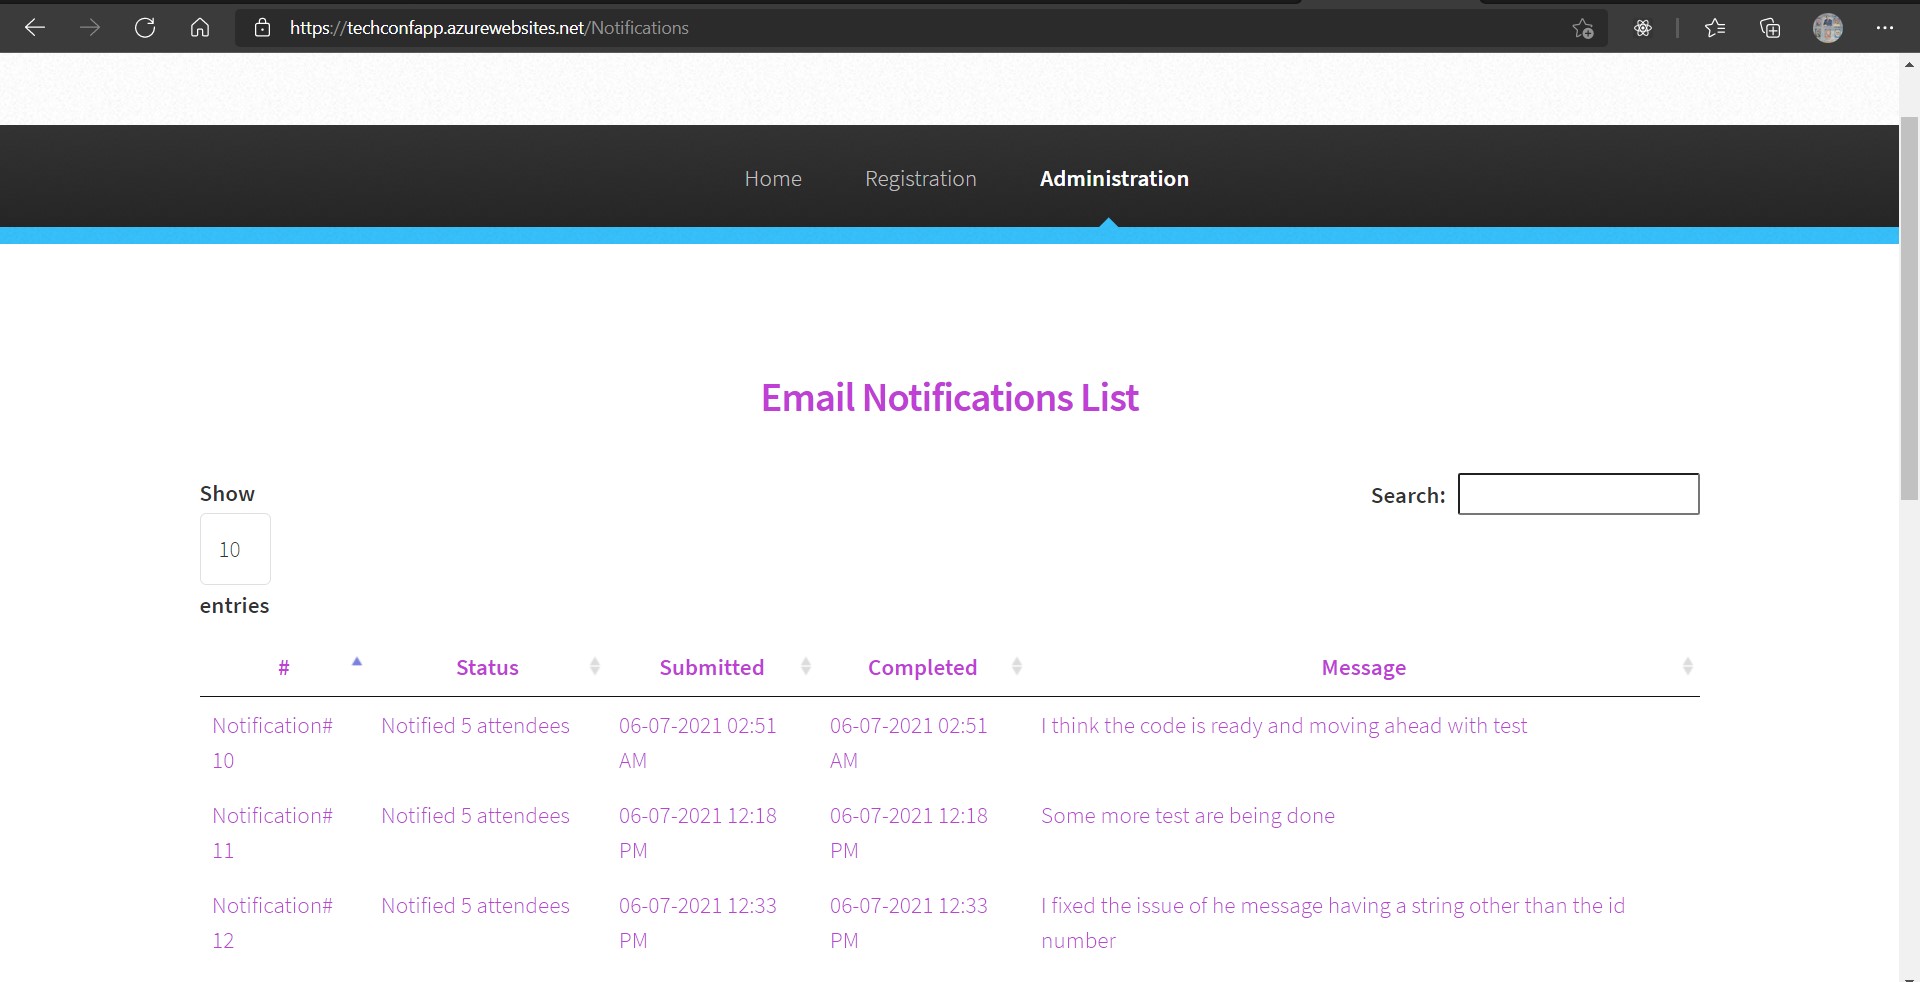 https://techconfapp.azurewebsites.net/Notifications
Home Registration Administration
Email Notifications List
Show
10
entries
Search:
# Status Submitted Completed Message
Notification# Notified 5 attendees 06-07-2021 02:51 06-07-2021 02:51 I think the code is ready and moving ahead with test
10 AM AM
Notification# Notified 5 attendees 06-07-2021 12:18 06-07-2021 12:18 Some more test are being done
11 PM PM
Notification# Notified 5 attendees 06-07-2021 12:33 06-07-2021 12:33 I fixed the issue of he message having a string other than the id
12 PM PM number